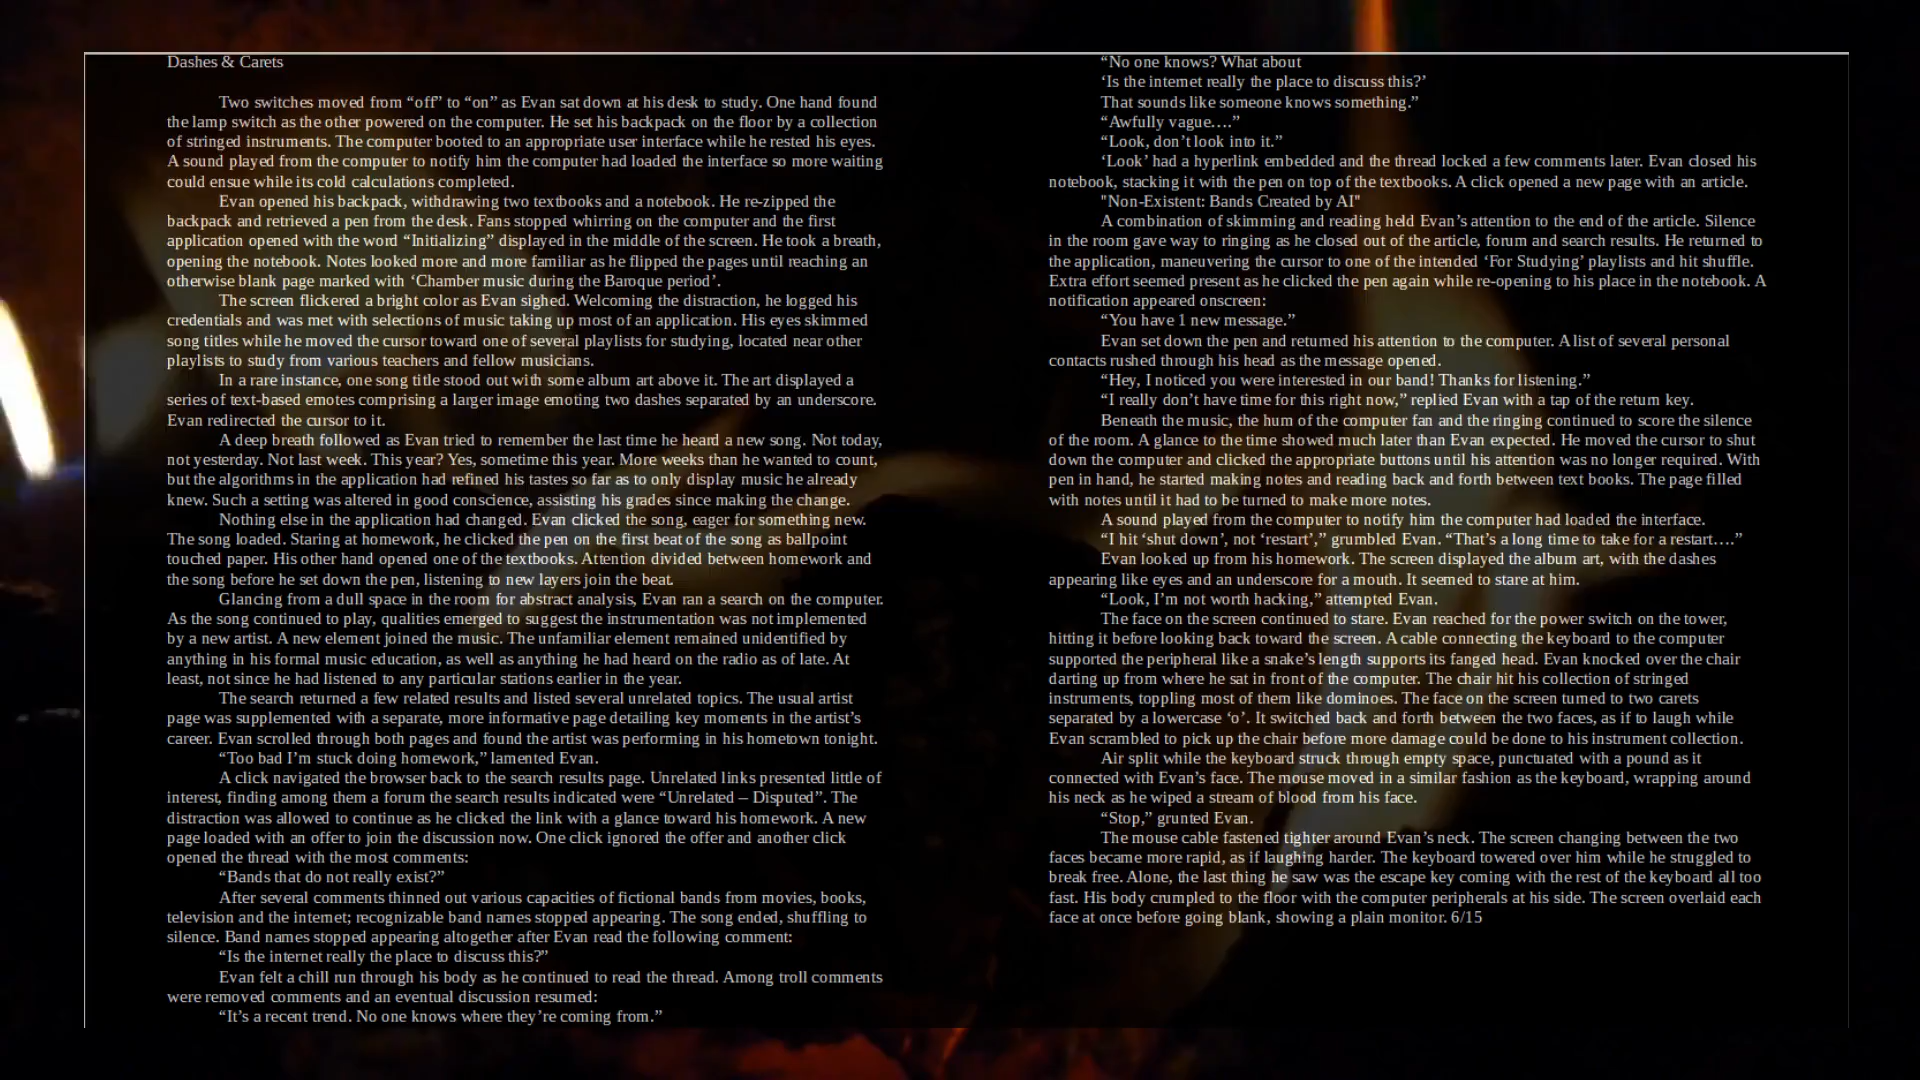 Dashes & Carets
Two switches moved from “off” to “on” as Evan sat down at his desk to study. One hand found
the lamp switch as the other powered on the computer. He set his backpack on the floor by a collection
of stringed instruments. The computer booted to an appropriate user interface while he rested his eyes.
A sound played from the computer to notify him the computer had loaded the interface so more waiting
could ensue while its cold calculations completed.
Evan opened his backpack, withdrawing two textbooks and a notebook. He re-zipped the
backpack and retrieved a pen from the desk. Fans stopped whirring on the computer and the first
application opened with the word “Initializing” displayed in the middle of the screen. He took a breath,
opening the notebook. Notes looked more and more familiar as he flipped the pages until reaching an
otherwise blank page marked with ‘Chamber music during the Baroque period’.
The screen flickered a bright color as Evan sighed. Welcoming the distraction, he logged his
credentials and was met with selections of music taking up most of an application. His eyes skimmed
song titles while he moved the cursor toward one of several playlists for studying, located near other
playlists to study from various teachers and fellow musicians.
In a rare instance, one song title stood out with some album art above it. The art displayed a
series of text-based emotes comprising a larger image emoting two dashes separated by an underscore.
Evan redirected the cursor to it.
A deep breath followed as Evan tried to remember the last time he heard a new song. Not today,
not yesterday. Not last week. This year? Yes, sometime this year. More weeks than he wanted to count,
but the algorithms in the application had refined his tastes so far as to only display music he already
knew. Such a setting was altered in good conscience, assisting his grades since making the change.
Nothing else in the application had changed. Evan clicked the song, eager for something new.
The song loaded. Staring at homework, he clicked the pen on the first beat of the song as ballpoint
touched paper. His other hand opened one of the textbooks. Attention divided between homework and
the song before he set down the pen, listening to new layers join the beat.
Glancing from a dull space in the room for abstract analysis, Evan ran a search on the computer.
As the song continued to play, qualities emerged to suggest the instrumentation was not implemented
by a new artist. A new element joined the music. The unfamiliar element remained unidentified by
anything in his formal music education, as well as anything he had heard on the radio as of late. At
least, not since he had listened to any particular stations earlier in the year.
The search returned a few related results and listed several unrelated topics. The usual artist
page was supplemented with a separate, more informative page detailing key moments in the artist’s
career. Evan scrolled through both pages and found the artist was performing in his hometown tonight.
“Too bad I’m stuck doing homework,” lamented Evan.
A click navigated the browser back to the search results page. Unrelated links presented little of
interest, finding among them a forum the search results indicated were “Unrelated – Disputed”. The
distraction was allowed to continue as he clicked the link with a glance toward his homework. A new
page loaded with an offer to join the discussion now. One click ignored the offer and another click
opened the thread with the most comments:
“Bands that do not really exist?”
After several comments thinned out various capacities of fictional bands from movies, books,
television and the internet; recognizable band names stopped appearing. The song ended, shuffling to
silence. Band names stopped appearing altogether after Evan read the following comment:
“Is the internet really the place to discuss this?”
Evan felt a chill run through his body as he continued to read the thread. Among troll comments
were removed comments and an eventual discussion resumed:
“It’s a recent trend. No one knows where they’re coming from.”
“No one knows? What about
‘Is the internet really the place to discuss this?’
That sounds like someone knows something.”
“Awfully vague….”
“Look, don’t look into it.”
‘Look’ had a hyperlink embedded and the thread locked a few comments later. Evan closed his
notebook, stacking it with the pen on top of the textbooks. A click opened a new page with an article.
"Non-Existent: Bands Created by AI"
A combination of skimming and reading held Evan’s attention to the end of the article. Silence
in the room gave way to ringing as he closed out of the article, forum and search results. He returned to
the application, maneuvering the cursor to one of the intended ‘For Studying’ playlists and hit shuffle.
Extra effort seemed present as he clicked the pen again while re-opening to his place in the notebook. A
notification appeared onscreen:
“You have 1 new message.”
Evan set down the pen and returned his attention to the computer. A list of several personal
contacts rushed through his head as the message opened.
“Hey, I noticed you were interested in our band! Thanks for listening.”
“I really don’t have time for this right now,” replied Evan with a tap of the return key.
Beneath the music, the hum of the computer fan and the ringing continued to score the silence
of the room. A glance to the time showed much later than Evan expected. He moved the cursor to shut
down the computer and clicked the appropriate buttons until his attention was no longer required. With
pen in hand, he started making notes and reading back and forth between text books. The page filled
with notes until it had to be turned to make more notes.
A sound played from the computer to notify him the computer had loaded the interface.
“I hit ‘shut down’, not ‘restart’,” grumbled Evan. “That’s a long time to take for a restart….”
Evan looked up from his homework. The screen displayed the album art, with the dashes
appearing like eyes and an underscore for a mouth. It seemed to stare at him.
“Look, I’m not worth hacking,” attempted Evan.
The face on the screen continued to stare. Evan reached for the power switch on the tower,
hitting it before looking back toward the screen. A cable connecting the keyboard to the computer
supported the peripheral like a snake’s length supports its fanged head. Evan knocked over the chair
darting up from where he sat in front of the computer. The chair hit his collection of stringed
instruments, toppling most of them like dominoes. The face on the screen turned to two carets
separated by a lowercase ‘o’. It switched back and forth between the two faces, as if to laugh while
Evan scrambled to pick up the chair before more damage could be done to his instrument collection.
Air split while the keyboard struck through empty space, punctuated with a pound as it
connected with Evan’s face. The mouse moved in a similar fashion as the keyboard, wrapping around
his neck as he wiped a stream of blood from his face.
“Stop,” grunted Evan.
The mouse cable fastened tighter around Evan’s neck. The screen changing between the two
faces became more rapid, as if laughing harder. The keyboard towered over him while he struggled to
break free. Alone, the last thing he saw was the escape key coming with the rest of the keyboard all too
fast. His body crumpled to the floor with the computer peripherals at his side. The screen overlaid each
face at once before going blank, showing a plain monitor. 6/15